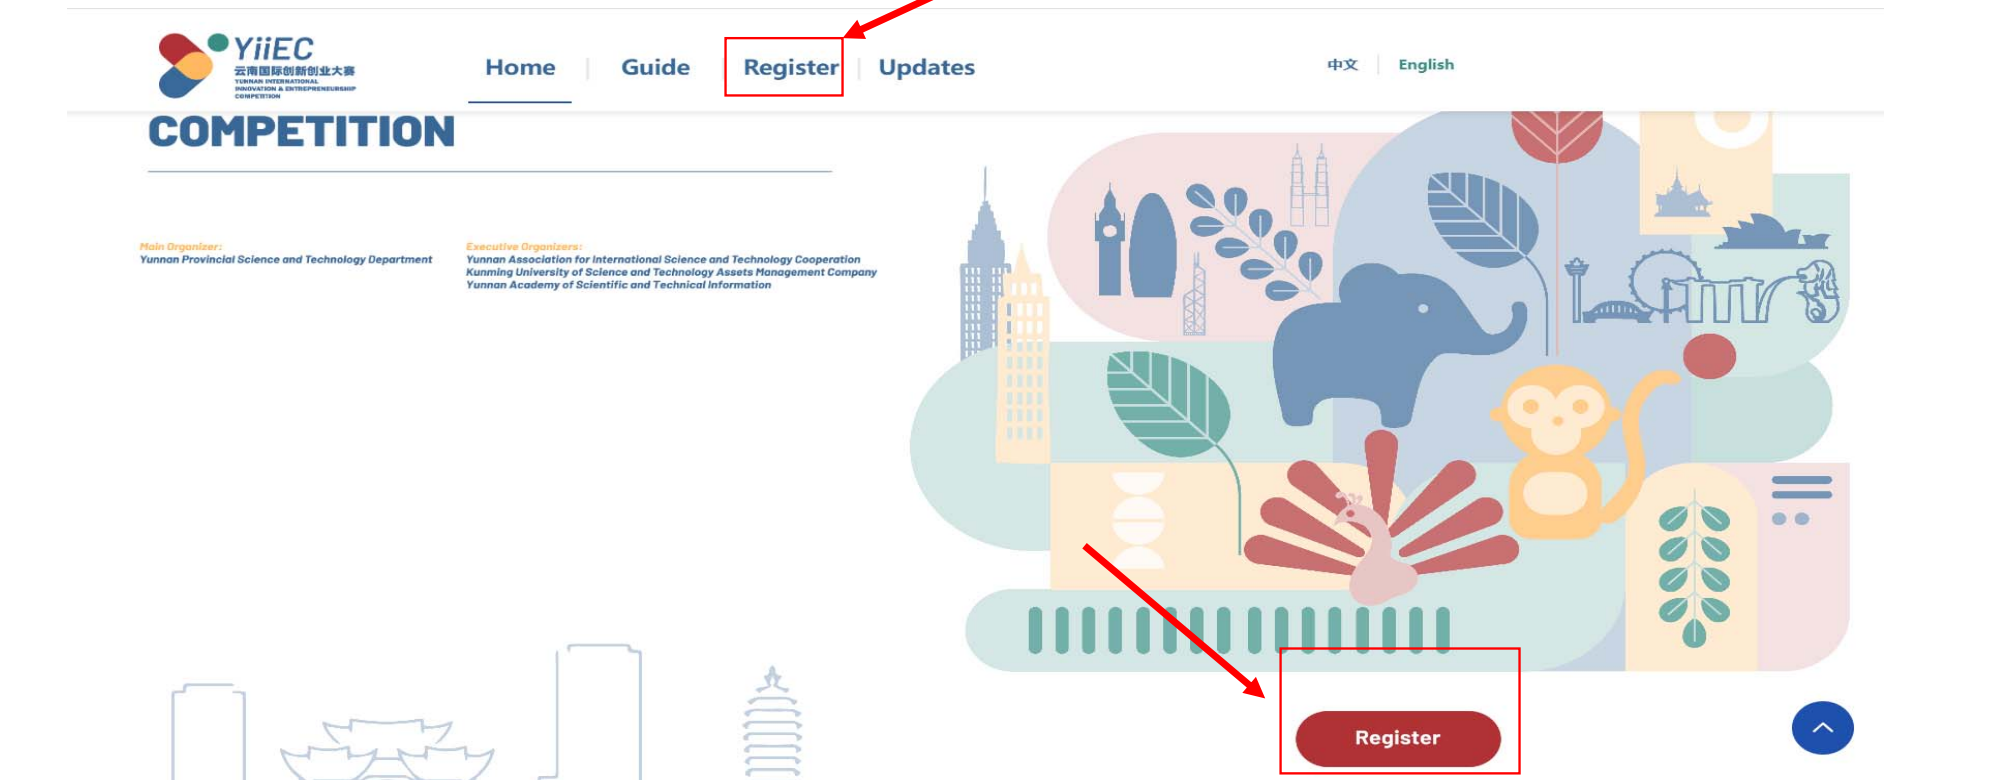 YiiEC
云南国际创新创业大赛
YUNNAN INTERNATIONAL
INNOVATION & ENTREPRENEURSHIP
COMPETITION
Home
Guide
Register
Updates
中文
English
COMPETITION
Main Organizer:
Yunnan Provincial Science and Technology Department
Executive Organizers:
Yunnan Association for International Science and Technology Cooperation
Kunming University of Science and Technology Assets Management Company
Yunnan Academy of Scientific and Technical Information
Register